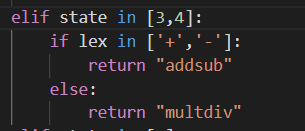 elif state in [3,4]:
    if lex in ['+','-']:
        return "addsub"
    else:
        return "multdiv"